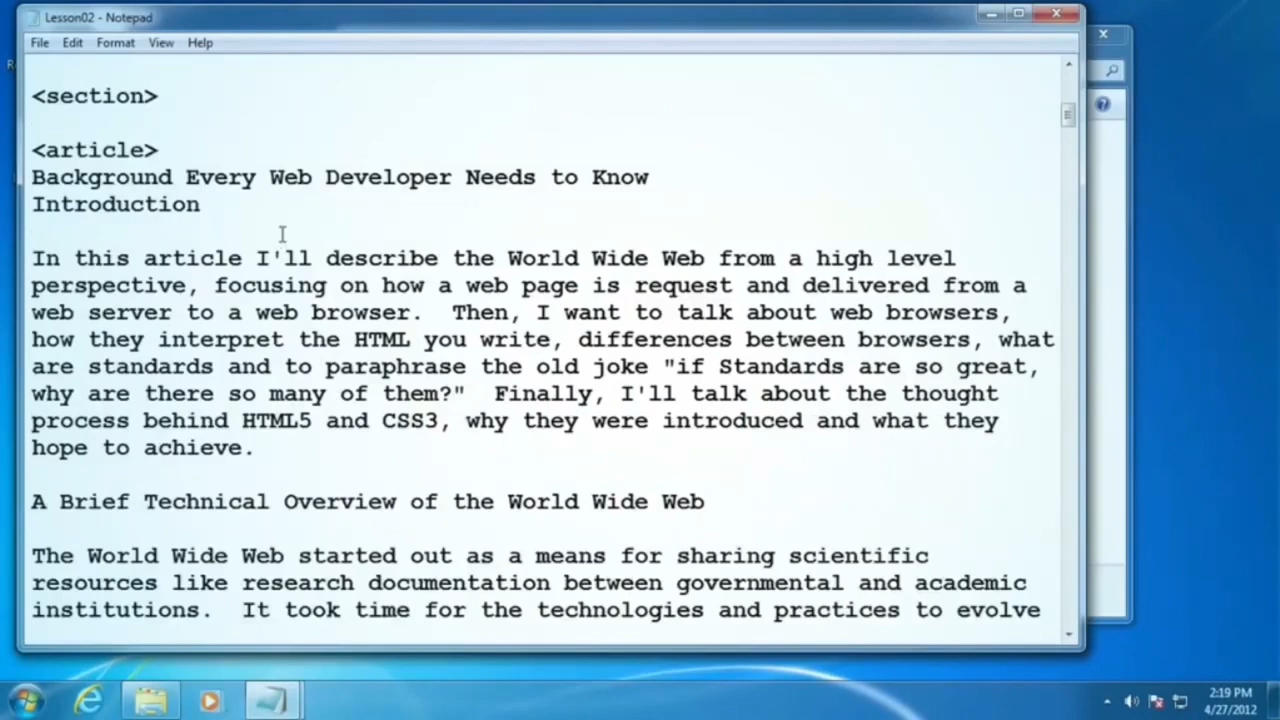 Lesson02 - Notepad
File Edit Format View Help
<section>
<article>
Background Every Web Developer Needs to Know
Introduction
In this article I'll describe the World Wide Web from a high level
perspective, focusing on how a web page is request and delivered from a
web server to a web browser.  Then, I want to talk about web browsers,
how they interpret the HTML you write, differences between browsers, what
are standards and to paraphrase the old joke "if Standards are so great,
why are there so many of them?"  Finally, I'll talk about the thought
process behind HTML5 and CSS3, why they were introduced and what they
hope to achieve.
A Brief Technical Overview of the World Wide Web
The World Wide Web started out as a means for sharing scientific
resources like research documentation between governmental and academic
institutions.  It took time for the technologies and practices to evolve
2:19 PM
4/27/2012